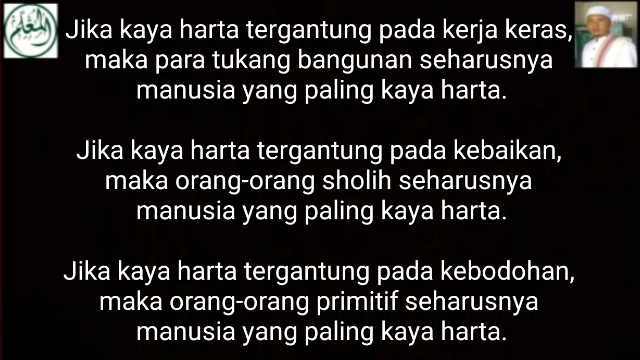 Jika kaya harta tergantung pada kerja keras,
maka para tukang bangunan seharusnya
manusia yang paling kaya harta.
Jika kaya harta tergantung pada kebaikan,
maka orang-orang sholih seharusnya
manusia yang paling kaya harta.
Jika kaya harta tergantung pada kebodohan,
maka orang-orang primitif seharusnya
manusia yang paling kaya harta.